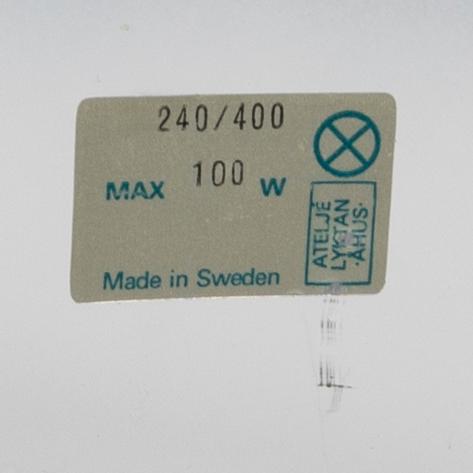 240/400
MAX 100 W
Made in Sweden
ATELJÉ
LYKTAN
·ÅHUS·